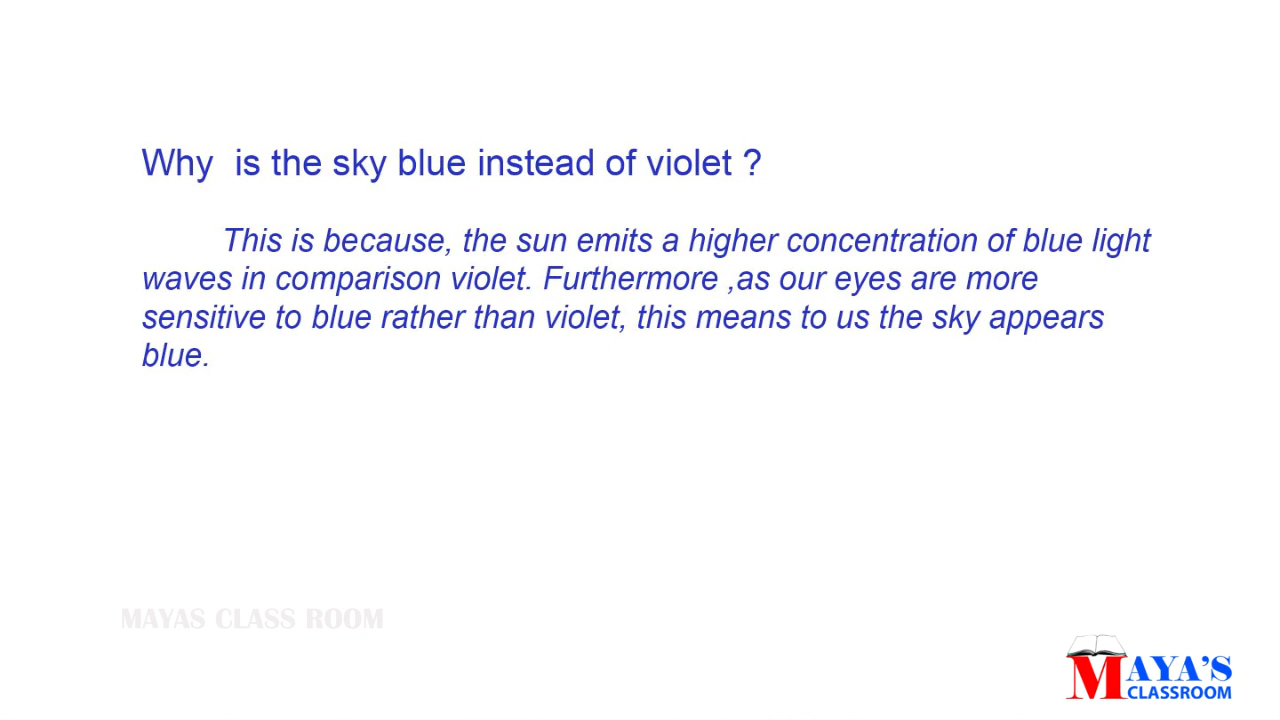 Why is the sky blue instead of violet ?
This is because, the sun emits a higher concentration of blue light
waves in comparison violet. Furthermore ,as our eyes are more
sensitive to blue rather than violet, this means to us the sky appears
blue.
MAYAS CLASS ROOM
MAYA'S
CLASSROOM